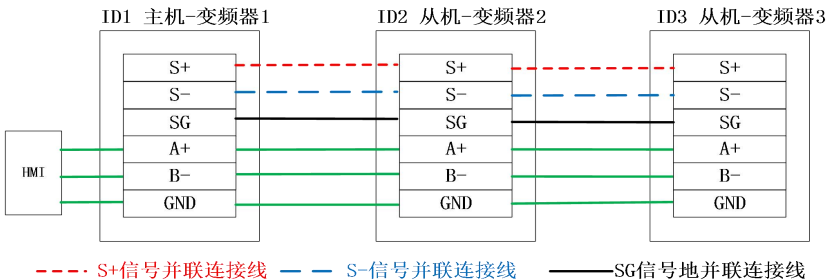 ID1 主机-变频器1 ID2 从机-变频器2 ID3 从机-变频器3
S+ S+ S+
S- S- S-
SG SG SG
A+ A+ A+
HMI B- B- B-
GND GND GND
S+信号并联连接线 S-信号并联连接线 SG信号地并联连接线